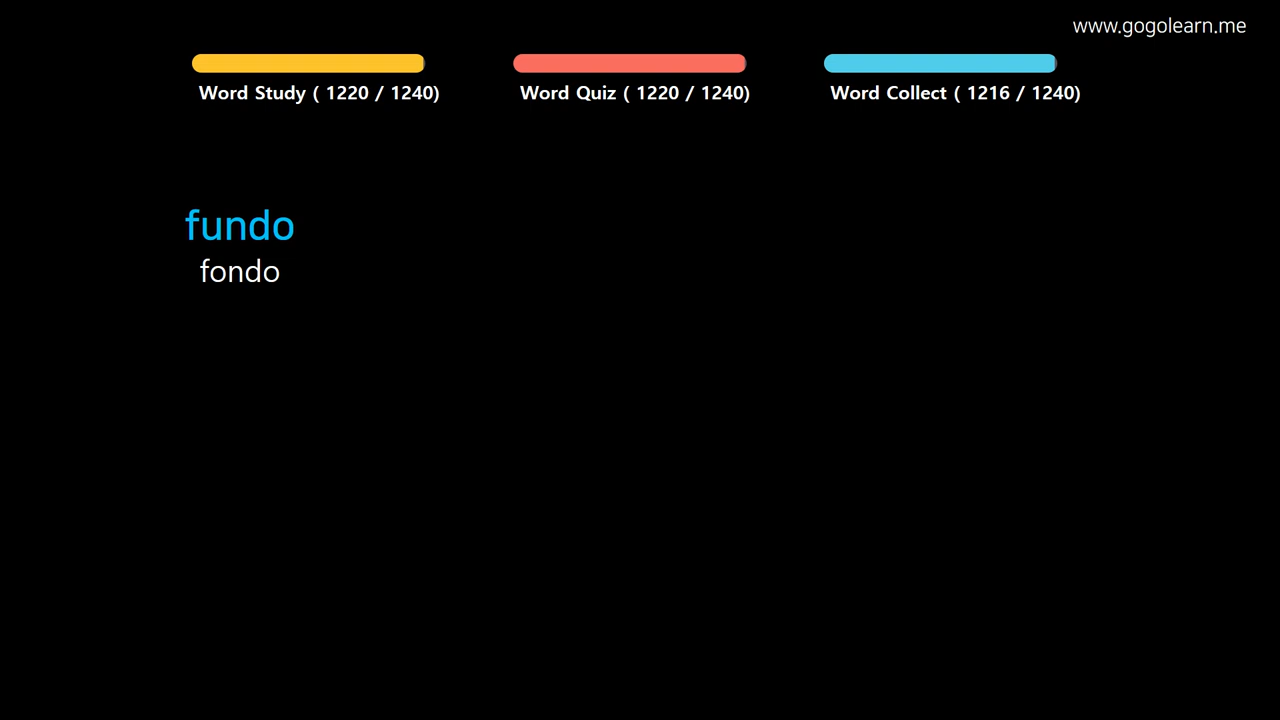 www.gogolearn.me
Word Study ( 1220 / 1240)
Word Quiz ( 1220 / 1240)
Word Collect ( 1216 / 1240)
fundo
fondo